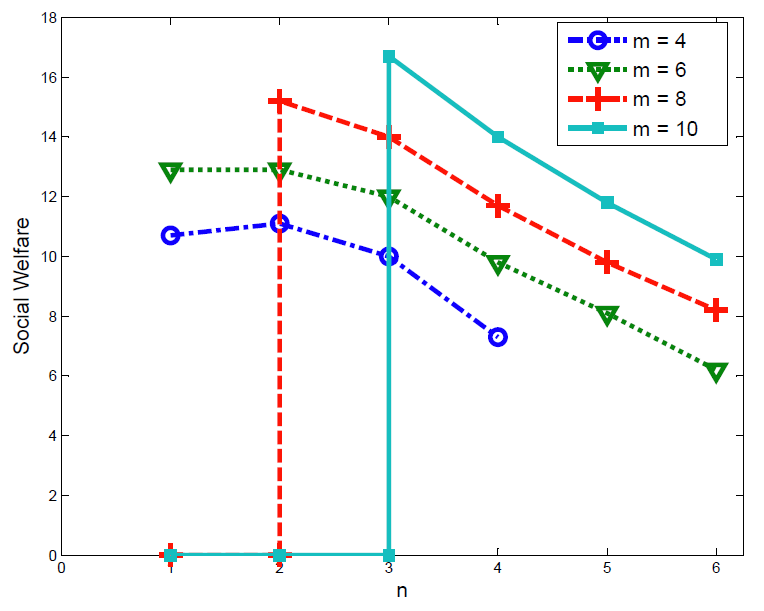 18
16
14
12
10
8
6
4
2
0
Social Welfare
0 1 2 3 4 5 6
n
m = 4
m = 6
m = 8
m = 10